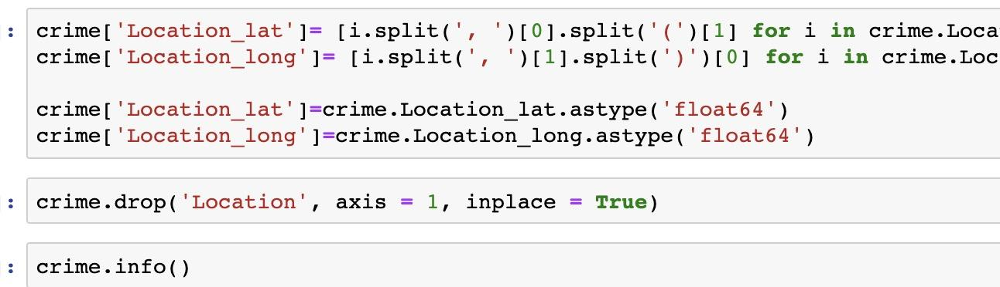 : crime['Location_lat']= [i.split(', ')[0].split('(')[1] for i in crime.Loca
crime['Location_long']= [i.split(', ')[1].split(')')[0] for i in crime.Loc
crime['Location_lat']=crime.Location_lat.astype('float64')
crime['Location_long']=crime.Location_long.astype('float64')
]: crime.drop('Location', axis = 1, inplace = True)
]: crime.info()